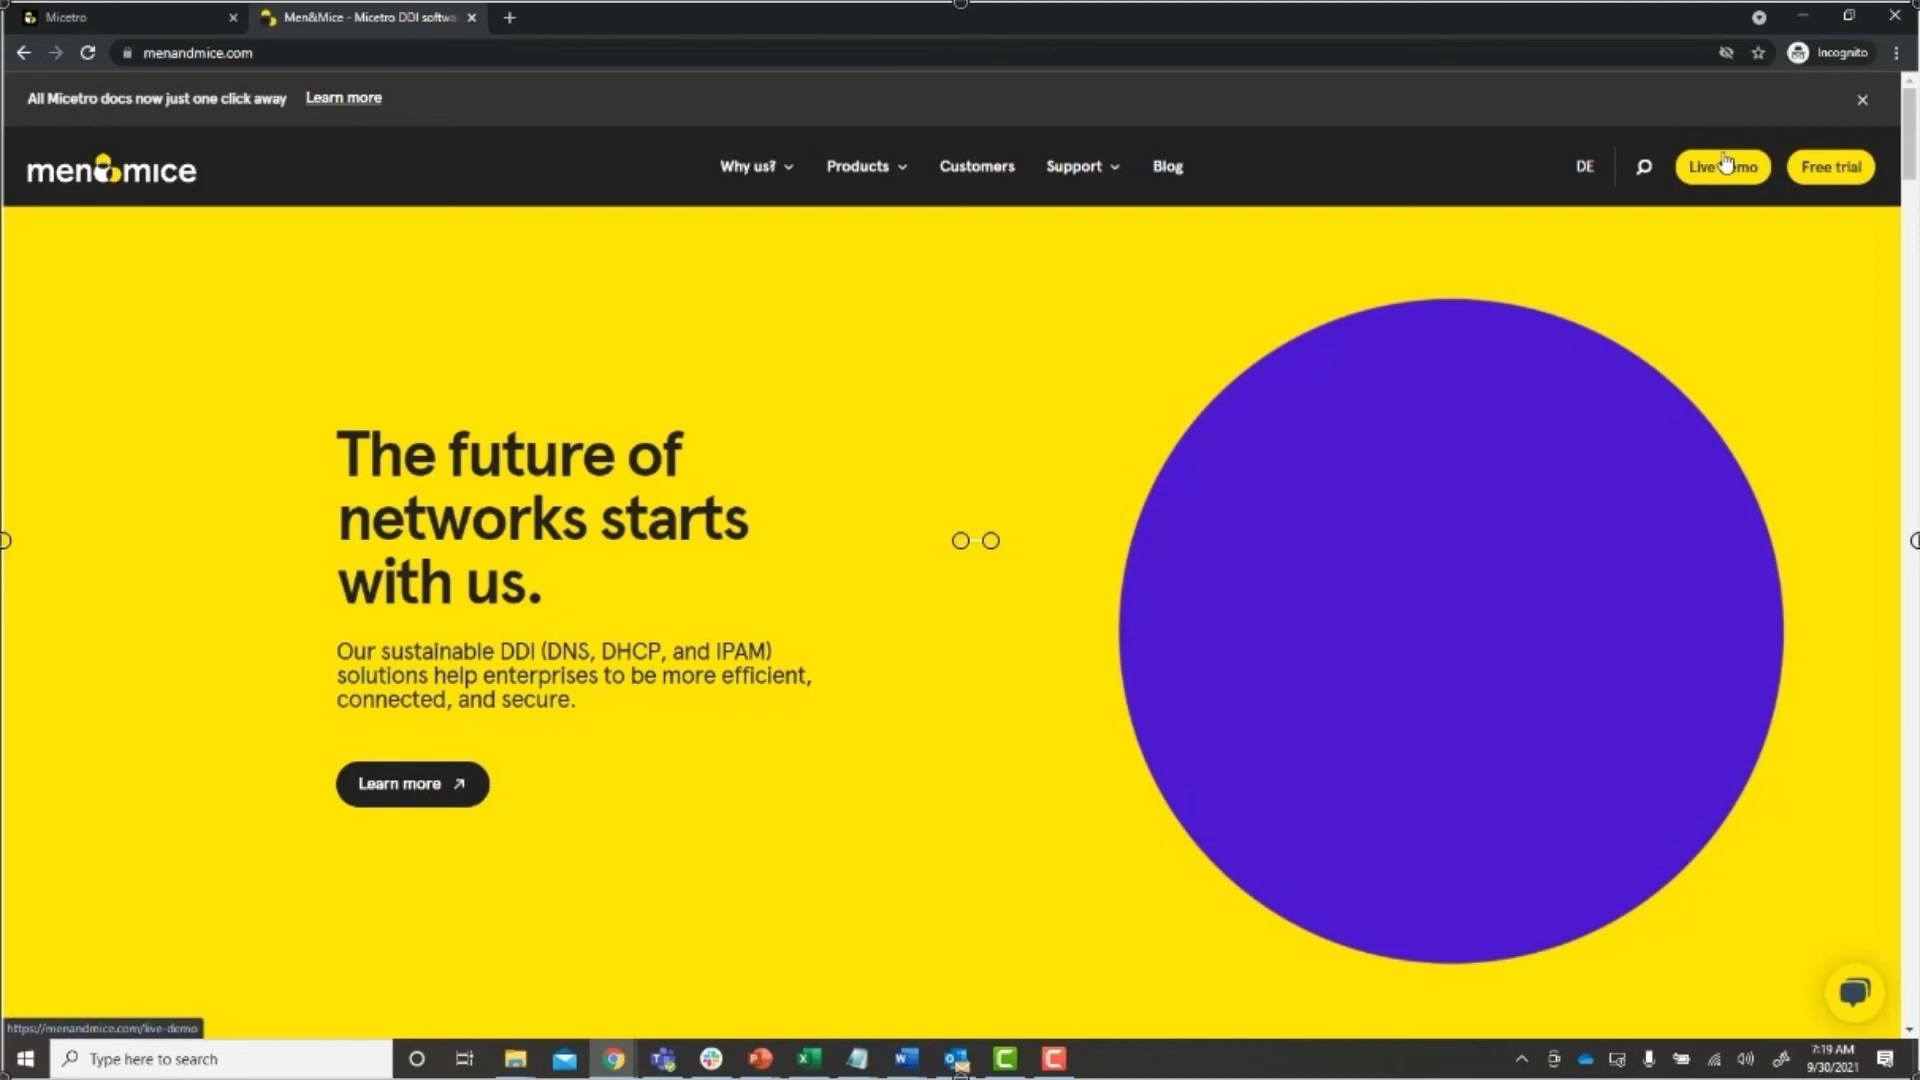 Micetro
Men&Mice - Micetro DDI softwa
menandmice.com
Incognito
All Micetro docs now just one click away Learn more
men&mice
Why us? Products Customers Support Blog
DE
Live emo
Free trial
The future of
networks starts
with us.
Our sustainable DDI (DNS, DHCP, and IPAM)
solutions help enterprises to be more efficient,
connected, and secure.
Learn more
https://menandmice.com/live-demo
Type here to search
7:19 AM
9/30/2021